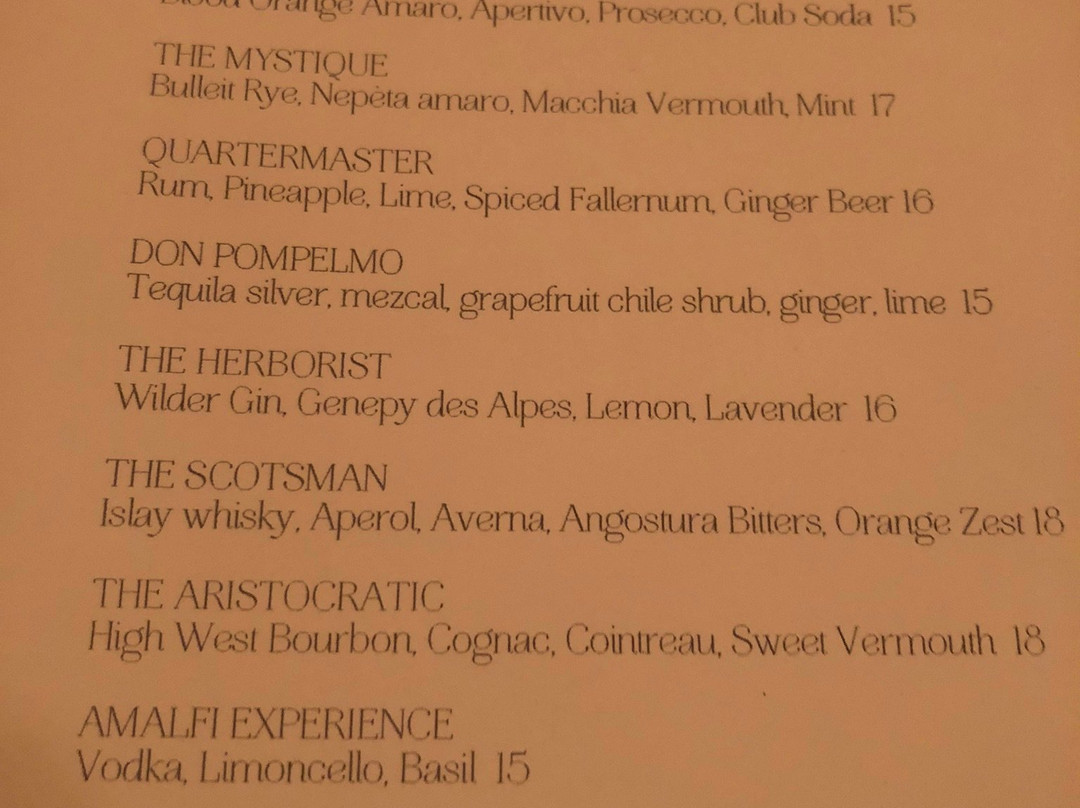 Blood Orange Amaro, Apertivo, Prosecco, Club Soda 15
THE MYSTIQUE
Bulleit Rye, Nepèta amaro, Macchia Vermouth, Mint 17
QUARTERMASTER
Rum, Pineapple, Lime, Spiced Fallernum, Ginger Beer 16
DON POMPELMO
Tequila silver, mezcal, grapefruit chile shrub, ginger, lime 15
THE HERBORIST
Wilder Gin, Genepy des Alpes, Lemon, Lavender 16
THE SCOTSMAN
Islay whisky, Aperol, Averna, Angostura Bitters, Orange Zest 18
THE ARISTOCRATIC
High West Bourbon, Cognac, Cointreau, Sweet Vermouth 18
AMALFI EXPERIENCE
Vodka, Limoncello, Basil 15